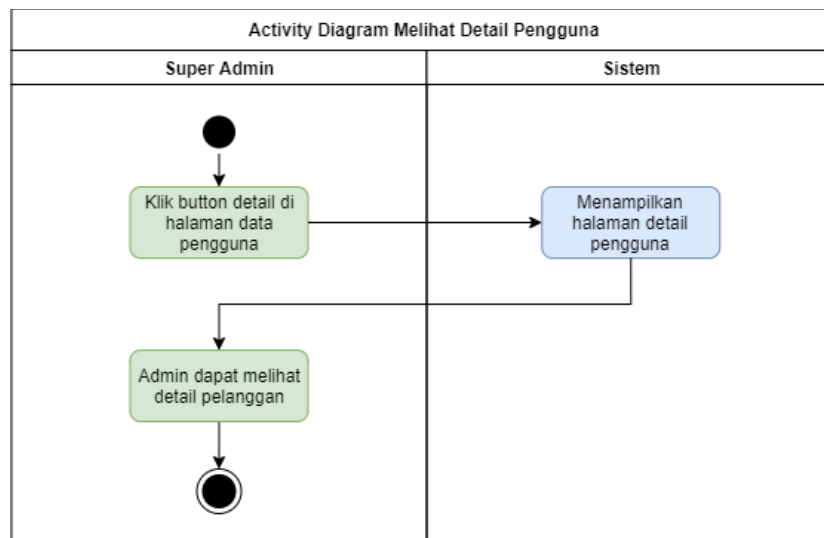 Activity Diagram Melihat Detail Pengguna
Super Admin
Sistem
Klik button detail di
halaman data
pengguna
Menampilkan
halaman detail
pengguna
Admin dapat melihat
detail pelanggan